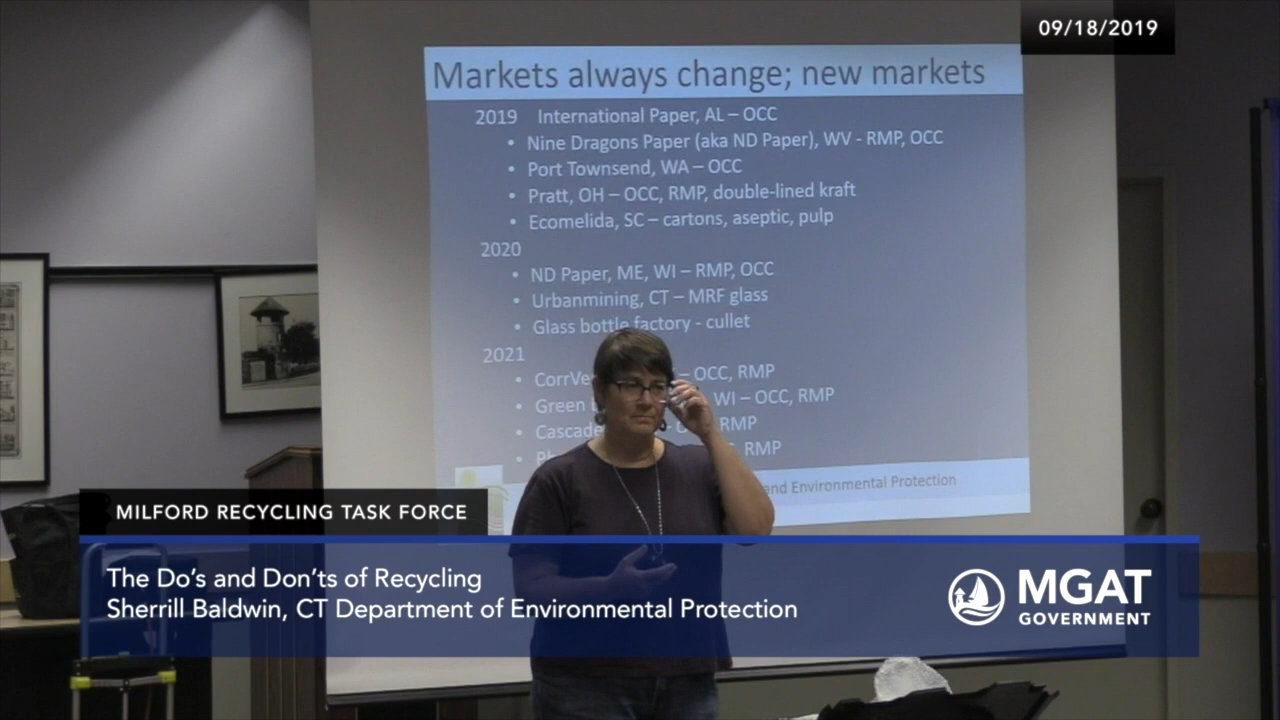 09/18/2019
Markets always change; new markets
2019 International Paper, AL – OCC
• Nine Dragons Paper (aka ND Paper), WV - RMP, OCC
• Port Townsend, WA – OCC
• Pratt, OH – OCC, RMP, double-lined kraft
• Ecomelida, SC – cartons, aseptic, pulp
2020
• ND Paper, ME, WI – RMP, OCC
• Urbanmining, CT – MRF glass
• Glass bottle factory - cullet
2021
• – OCC, RMP
• Green WI – OCC, RMP
• RMP
• RMP
and Environmental Protection
MILFORD RECYCLING TASK FORCE
The Do's and Don'ts of Recycling
Sherrill Baldwin, CT Department of Environmental Protection
MGAT
GOVERNMENT